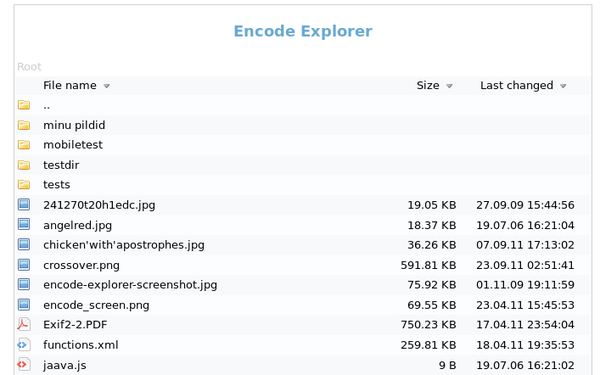 Encode Explorer
Root
File name Size Last changed
..
minu pildid
mobiletest
testdir
tests
241270t20h1edc.jpg 19.05 KB 27.09.09 15:44:56
angelred.jpg 18.37 KB 19.07.06 16:21:04
chicken'with'apostrophes.jpg 36.26 KB 07.09.11 17:13:02
crossover.png 591.81 KB 23.09.11 02:51:41
encode-explorer-screenshot.jpg 75.92 KB 01.11.09 19:11:59
encode_screen.png 69.55 KB 23.04.11 15:45:53
Exif2-2.PDF 750.23 KB 17.04.11 23:54:04
functions.xml 259.81 KB 18.04.11 19:35:53
jaava.js 9 B 19.07.06 16:21:02